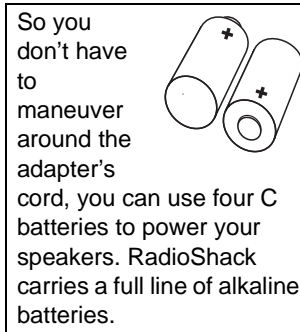 So you
don’t have
to
maneuver
around the
adapter’s
cord, you can use four C
batteries to power your
speakers. RadioShack
carries a full line of alkaline
batteries.